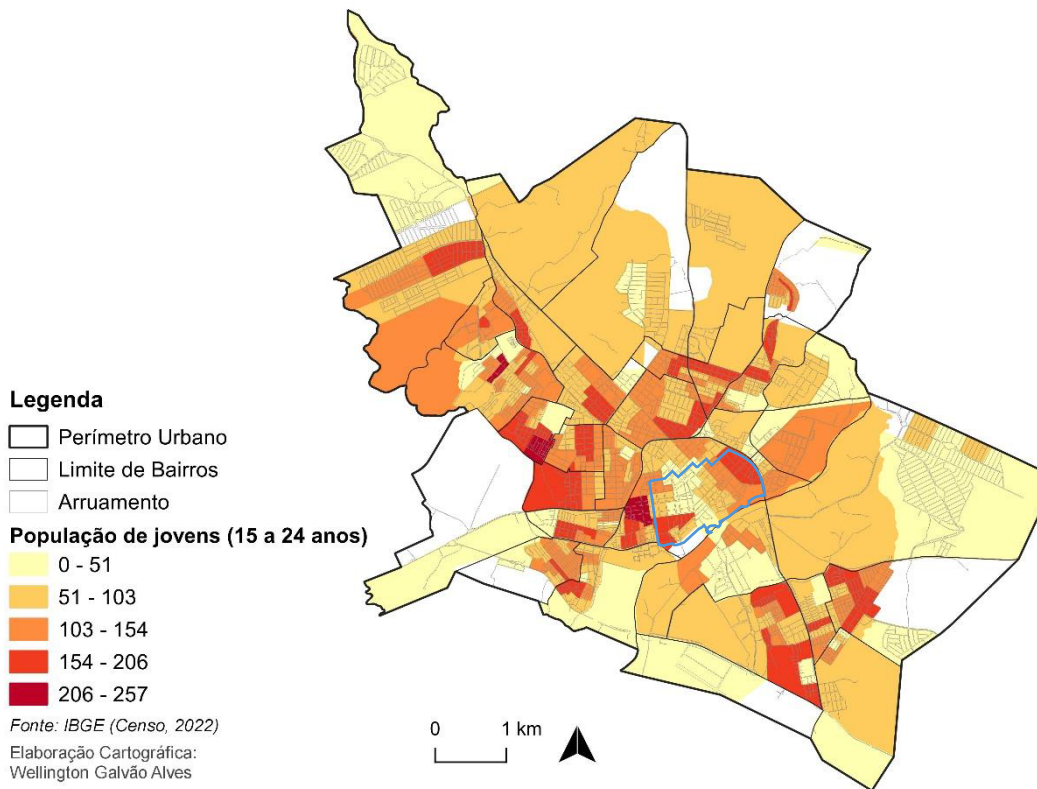 Legenda
Perímetro Urbano
Limite de Bairros
Arruamento
População de jovens (15 a 24 anos)
0 - 51
51 - 103
103 - 154
154 - 206
206 - 257
Fonte: IBGE (Censo, 2022)
Elaboração Cartográfica:
Wellington Galvão Alves
0 1 km